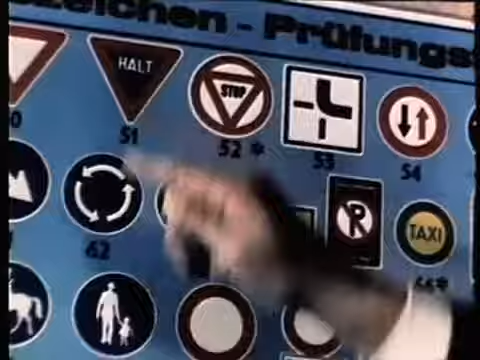 zeichen - Prüfungs
HALT
STOP
51
52 *
53
54
P
TAXI
62